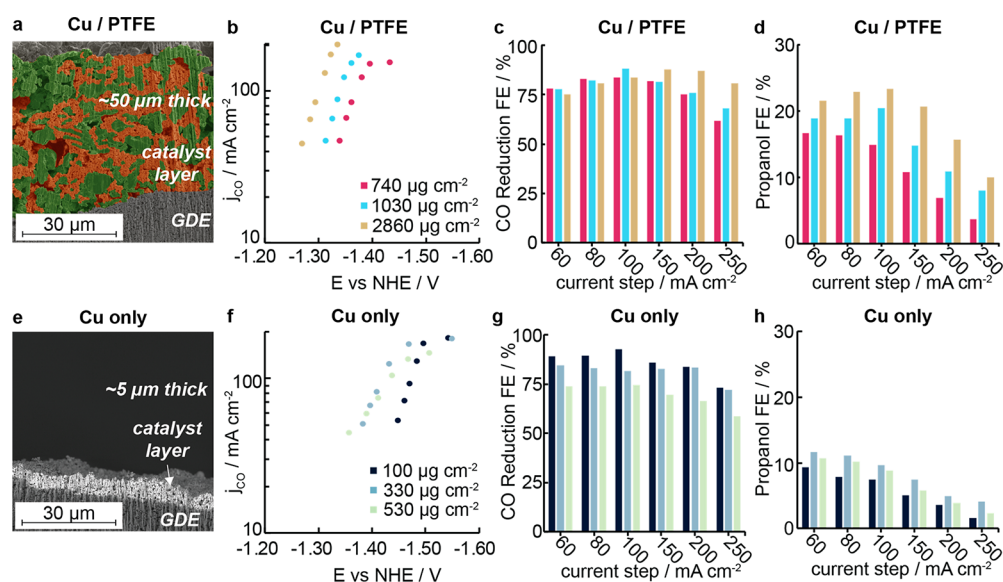 a
Cu / PTFE
~50 µm thick
catalyst
layer
GDE
30 µm
b
Cu / PTFE
jCO / mA cm-2
100
10
740 µg cm-2
1030 µg cm-2
2860 µg cm-2
-1.20 -1.30 -1.40 -1.50 -1.60
E vs NHE / V
c
Cu / PTFE
CO Reduction FE / %
100
75
50
25
0
60 80 100 150 200 250
current step / mA cm-2
d
Cu / PTFE
Propanol FE / %
30
20
10
0
60 80 100 150 200 250
current step / mA cm-2
e
Cu only
~5 µm thick
catalyst
layer
GDE
30 µm
f
Cu only
jCO / mA cm-2
100
10
100 µg cm-2
330 µg cm-2
530 µg cm-2
-1.20 -1.30 -1.40 -1.50 -1.60
E vs NHE / V
g
Cu only
CO Reduction FE / %
100
75
50
25
0
60 80 100 150 200 250
current step / mA cm-2
h
Cu only
Propanol FE / %
30
20
10
0
60 80 100 150 200 250
current step / mA cm-2